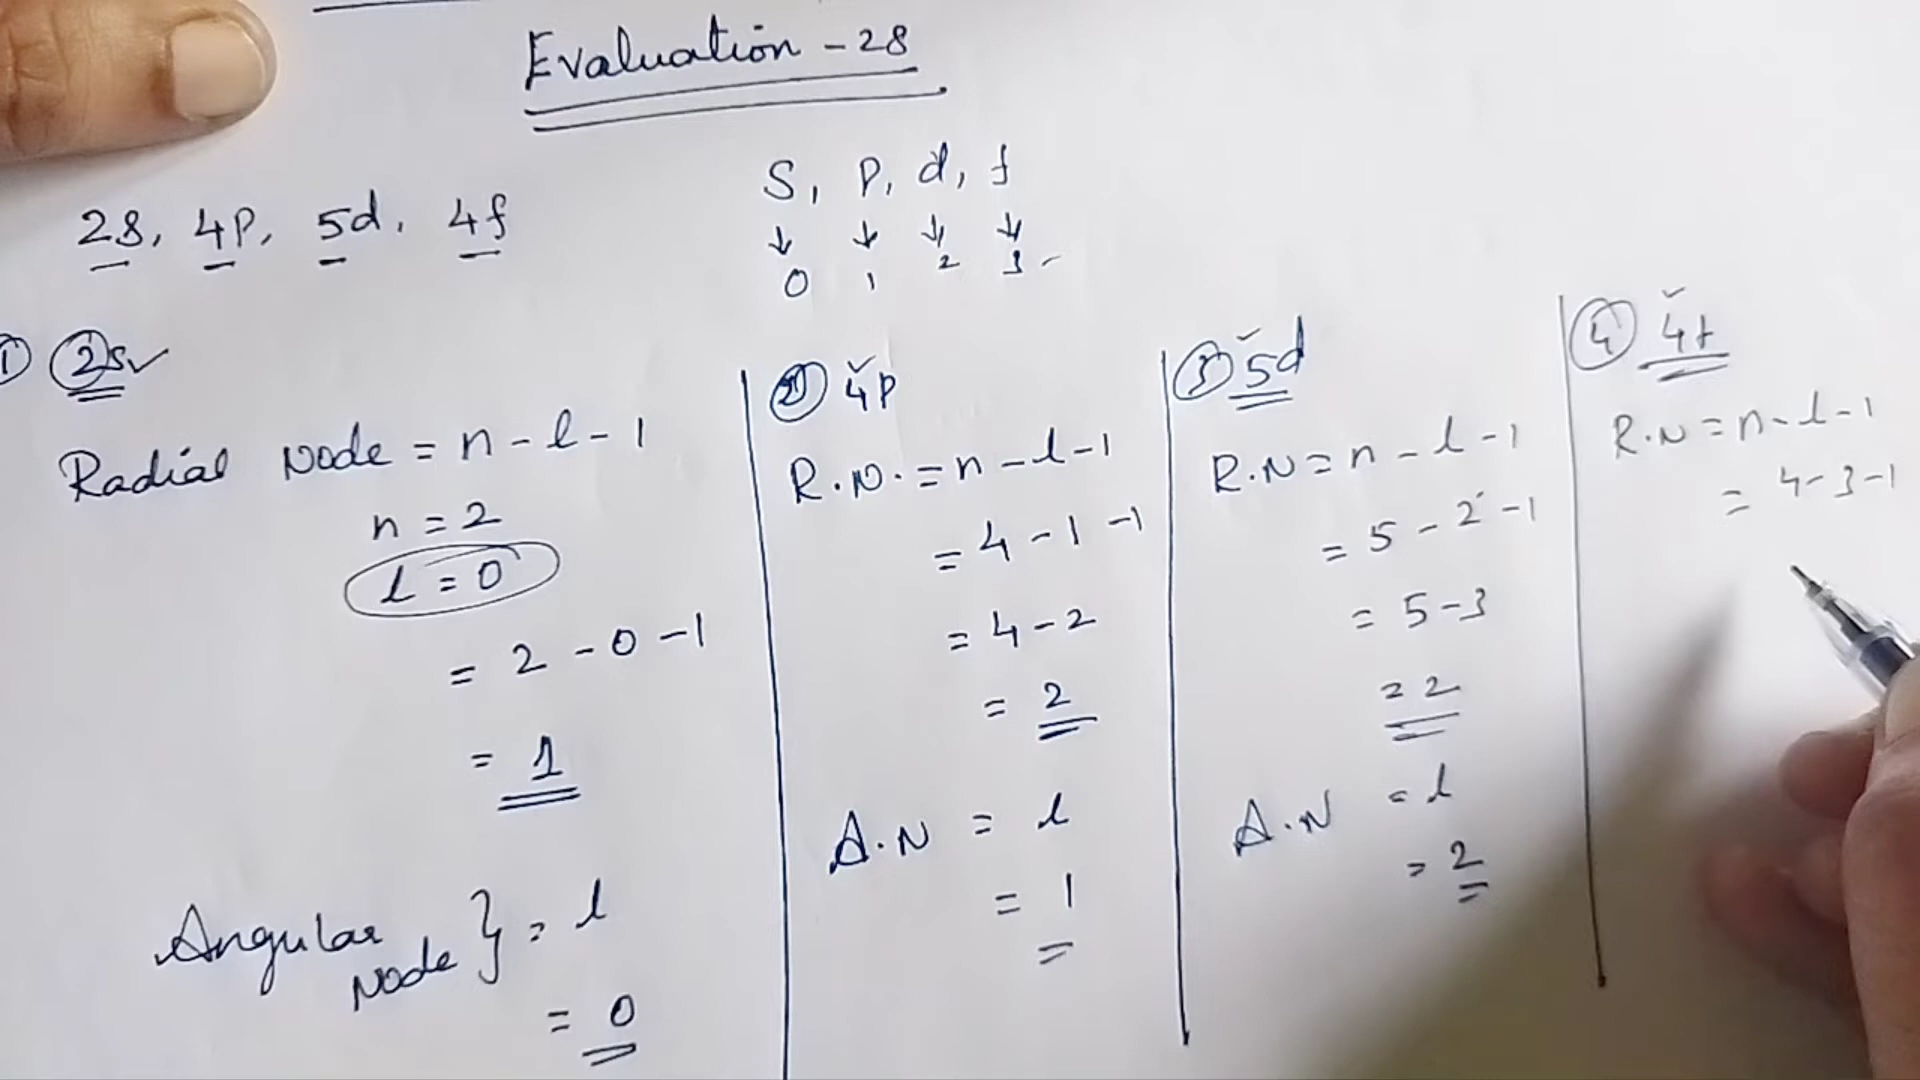 Evaluation - 28
2s, 4p, 5d, 4f
S, P, d, f
↓ ↓ ↓ ↓
0 1 2 3
① 2s ✓
Radial Node = n - l - 1
n = 2
l = 0
= 2 - 0 - 1
= 1
Angular Node } = l
= 0
② 4p
R.N. = n - l - 1
= 4 - 1 - 1
= 4 - 2
= 2
A.N = l
= 1
③ 5d
R.N = n - l - 1
= 5 - 2 - 1
= 5 - 3
= 2
A.N = l
= 2
④ 4f
R.N = n - l - 1
= 4 - 3 - 1